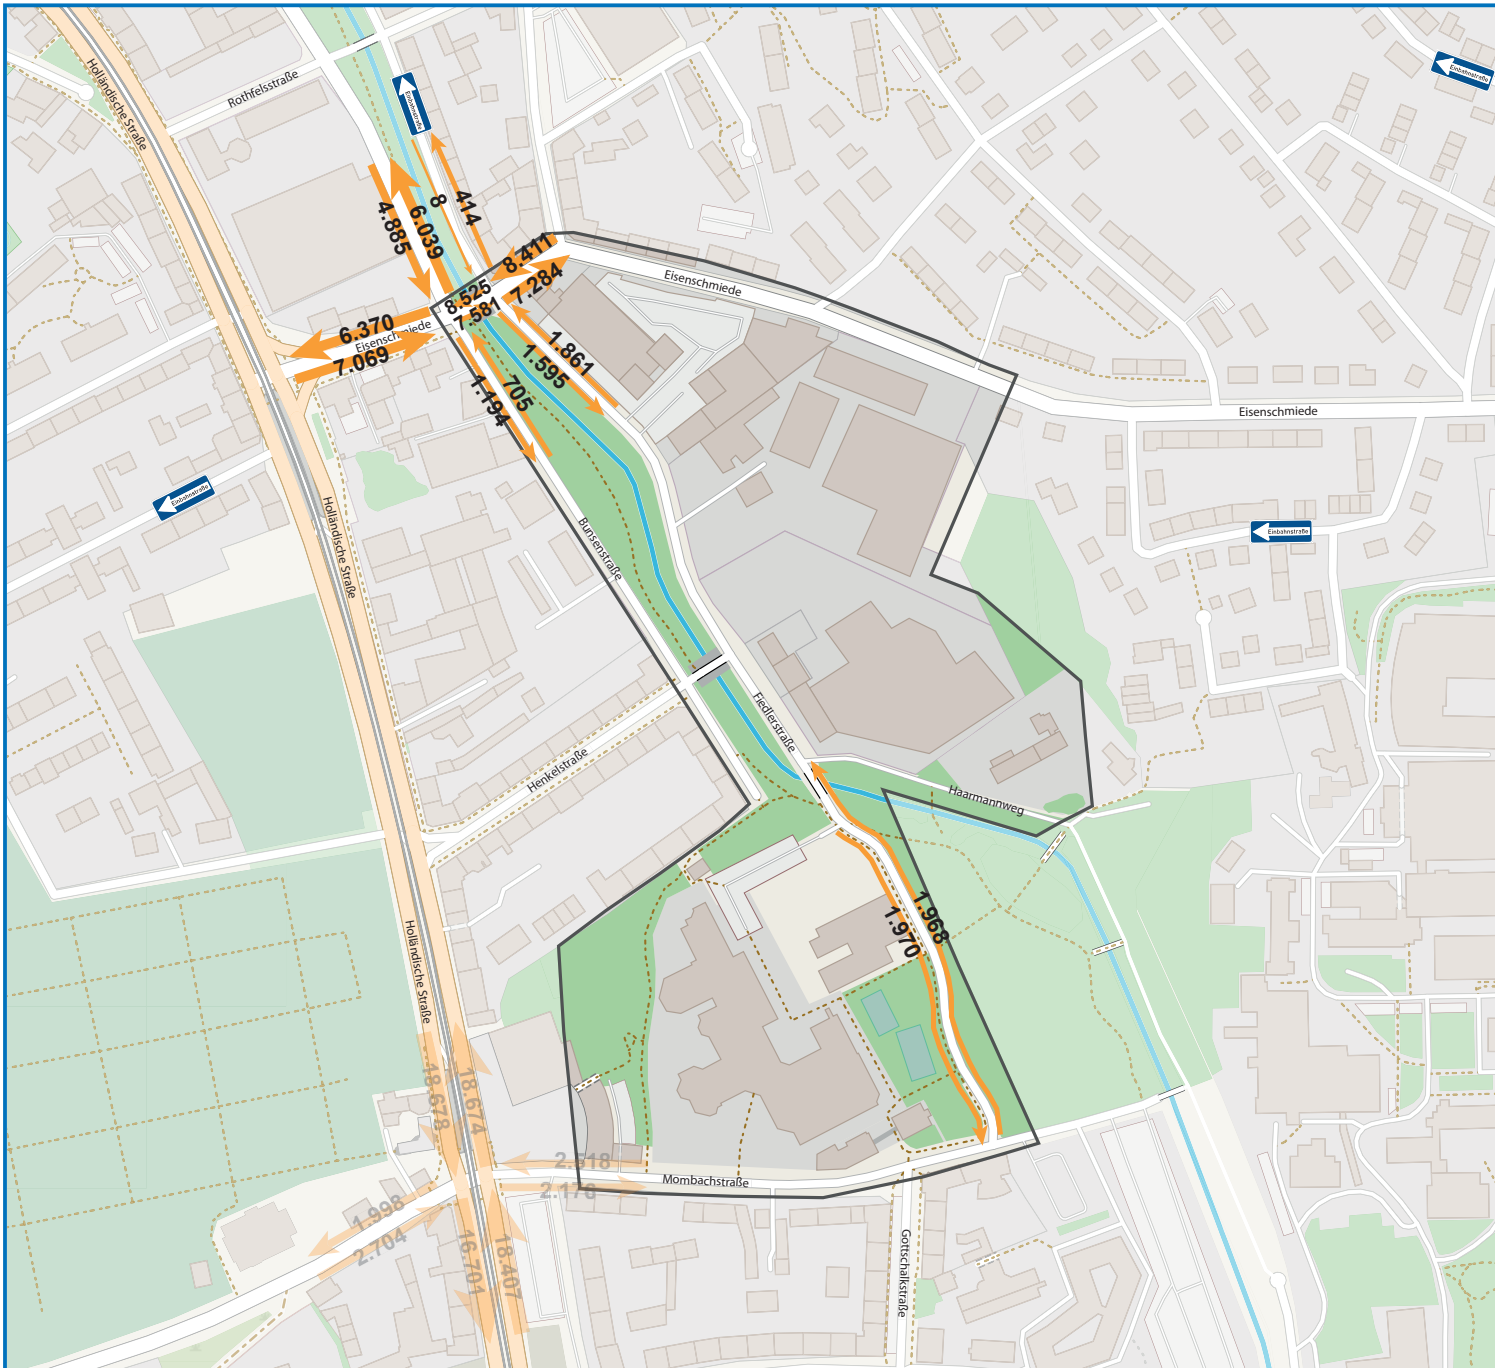 Einbahnstraße
Holländische Straße
Rothfelsstraße
Einbahnstraße
414
8
6.039
4.885
8.411
7.284
8.525
7.581
Eisenschmiede
6.370
Eisenschmiede
7.069
1.861
1.595
705
1.194
Eisenschmiede
Einbahnstraße
Holländische Straße
Bunsenstraße
Einbahnstraße
Fiedlerstraße
Henkelstraße
Haarmannweg
1.968
1.970
Holländische Straße
18.678
18.674
2.518
2.176
Mombachstraße
1.998
2.704
16.701
18.407
Gottschalkstraße